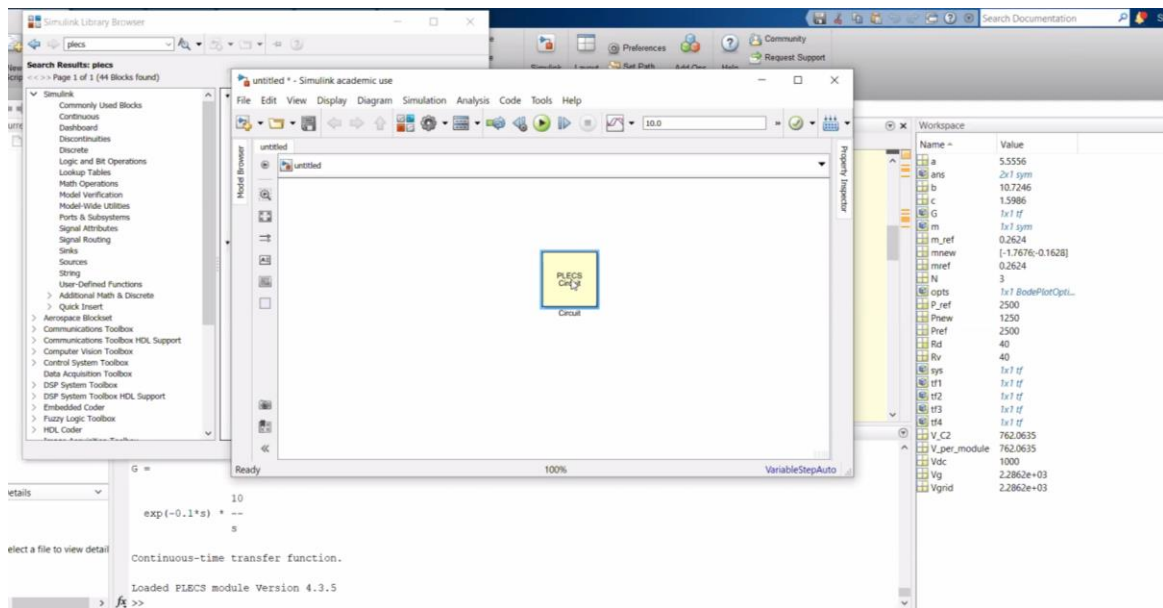 Simulink Library Browser
plecs
Search Results: plecs
<< >> Page 1 of 1 (44 Blocks found)
Simulink
Commonly Used Blocks
Continuous
Dashboard
Discontinuities
Discrete
Logic and Bit Operations
Lookup Tables
Math Operations
Model Verification
Model-Wide Utilities
Ports & Subsystems
Signal Attributes
Signal Routing
Sinks
Sources
String
User-Defined Functions
Additional Math & Discrete
Quick Insert
Aerospace Blockset
Communications Toolbox
Communications Toolbox HDL Support
Computer Vision Toolbox
Control System Toolbox
Data Acquisition Toolbox
DSP System Toolbox
DSP System Toolbox HDL Support
Embedded Coder
Fuzzy Logic Toolbox
HDL Coder
untitled * - Simulink academic use
File Edit View Display Diagram Simulation Analysis Code Tools Help
10.0
Model Browser
untitled
untitled
PLECS
Circuit
Circuit
Property Inspector
Ready 100% VariableStepAuto
Search Documentation
Preferences
Community
Request Support
Workspace
Name Value
a 5.5556
ans 2x1 sym
b 10.7246
c 1.5986
G 1x1 tf
m 1x1 sym
m_ref 0.2624
mnew [-1.7676;-0.1628]
mref 0.2624
N 3
opts 1x1 BodePlotOpti...
P_ref 2500
Pnew 1250
Pref 2500
Rd 40
Rv 40
sys 1x1 tf
tf1 1x1 tf
tf2 1x1 tf
tf3 1x1 tf
tf4 1x1 tf
V_C2 762.0635
V_per_module 762.0635
Vdc 1000
Vg 2.2862e+03
Vgrid 2.2862e+03
G =
10
exp(-0.1*s) * --
s
Continuous-time transfer function.
Loaded PLECS module Version 4.3.5
fx >>